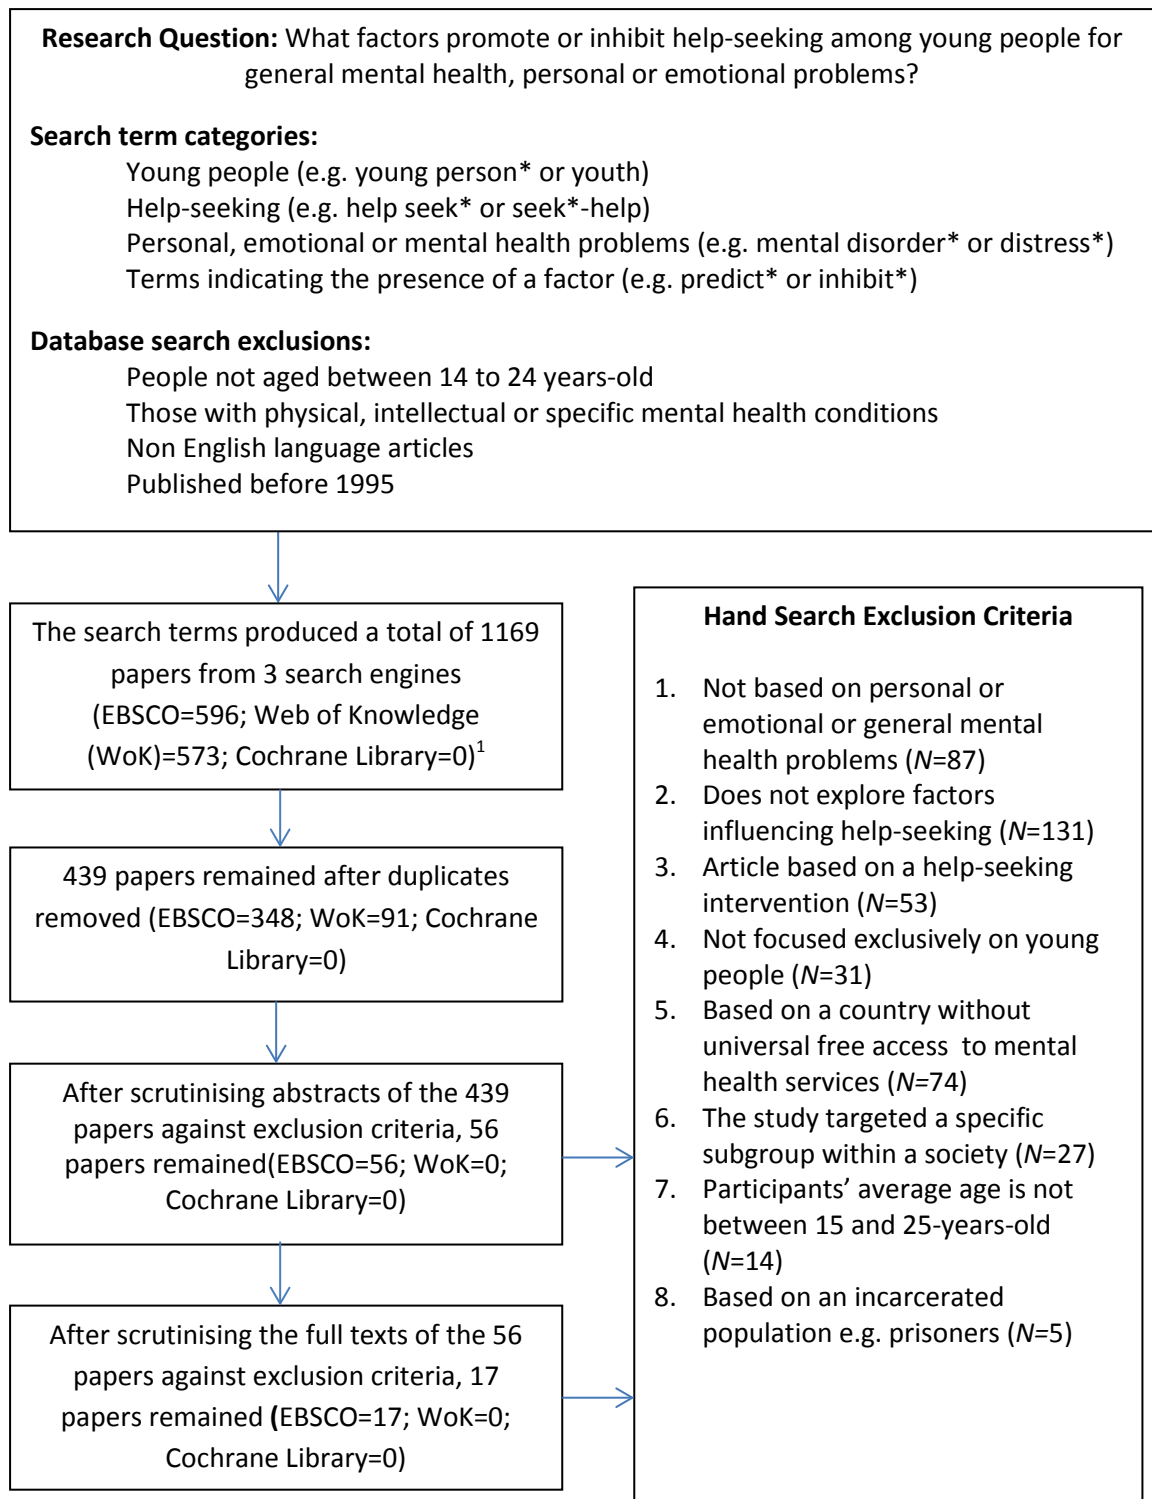 Research Question: What factors promote or inhibit help-seeking among young people for
general mental health, personal or emotional problems?
Search term categories:
Young people (e.g. young person* or youth)
Help-seeking (e.g. help seek* or seek*-help)
Personal, emotional or mental health problems (e.g. mental disorder* or distress*)
Terms indicating the presence of a factor (e.g. predict* or inhibit*)
Database search exclusions:
People not aged between 14 to 24 years-old
Those with physical, intellectual or specific mental health conditions
Non English language articles
Published before 1995
The search terms produced a total of 1169
papers from 3 search engines
(EBSCO=596; Web of Knowledge
(WoK)=573; Cochrane Library=0)1
439 papers remained after duplicates
removed (EBSCO=348; WoK=91; Cochrane
Library=0)
After scrutinising abstracts of the 439
papers against exclusion criteria, 56
papers remained(EBSCO=56; WoK=0;
Cochrane Library=0)
After scrutinising the full texts of the 56
papers against exclusion criteria, 17
papers remained (EBSCO=17; WoK=0;
Cochrane Library=0)
Hand Search Exclusion Criteria
1. Not based on personal or
emotional or general mental
health problems (N=87)
2. Does not explore factors
influencing help-seeking (N=131)
3. Article based on a help-seeking
intervention (N=53)
4. Not focused exclusively on young
people (N=31)
5. Based on a country without
universal free access to mental
health services (N=74)
6. The study targeted a specific
subgroup within a society (N=27)
7. Participants' average age is not
between 15 and 25-years-old
(N=14)
8. Based on an incarcerated
population e.g. prisoners (N=5)